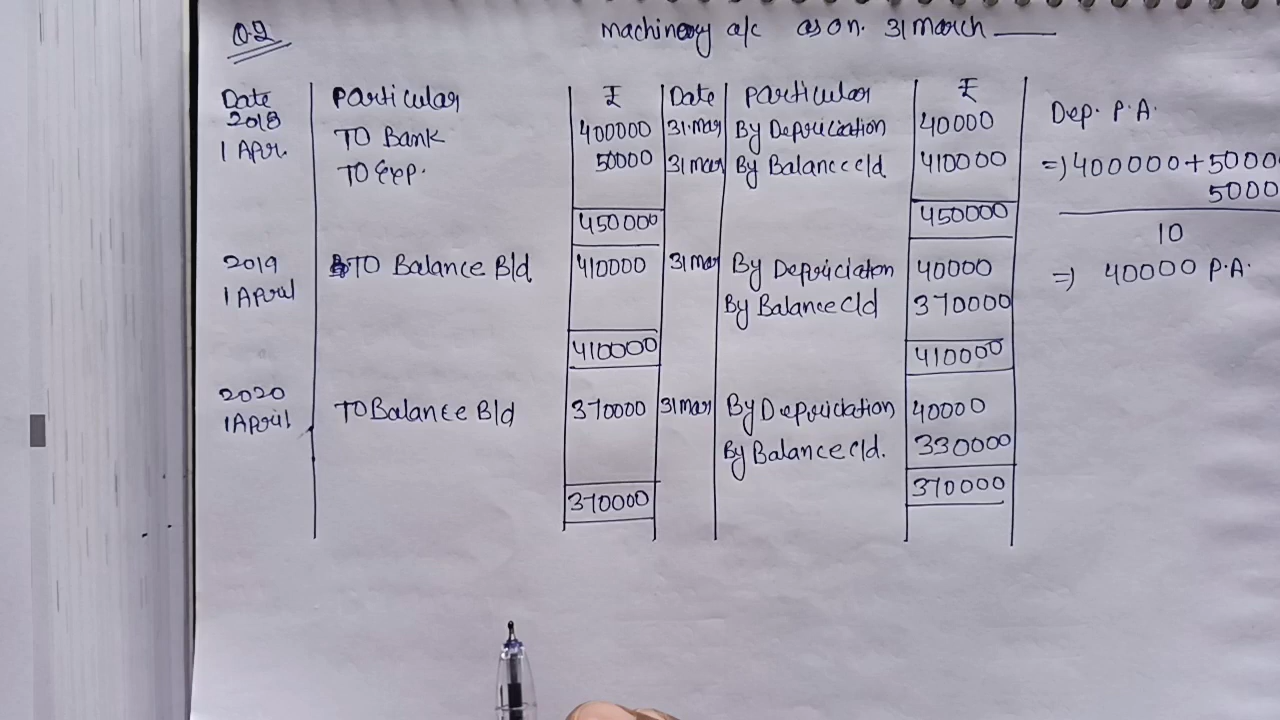 Q.2
Machinery a/c as on. 31 March
Date Particular ₹ Date Particular ₹
2018
1 Apr. TO Bank 400000 31.Mar By Depriciation 40000
TO Exp. 50000 31 Mar By Balance c/d 410000
450000 450000
2019
1 April TO Balance B/d 410000 31 Mar By Depriciation 40000
By Balance C/d 370000
410000 410000
2020
1 April TO Balance B/d 370000 31 Mar By Depriciation 40000
By Balance C/d. 330000
370000 370000
Dep. P.A.
=) 400000 + 5000
5000
10
=) 40000 P.A.